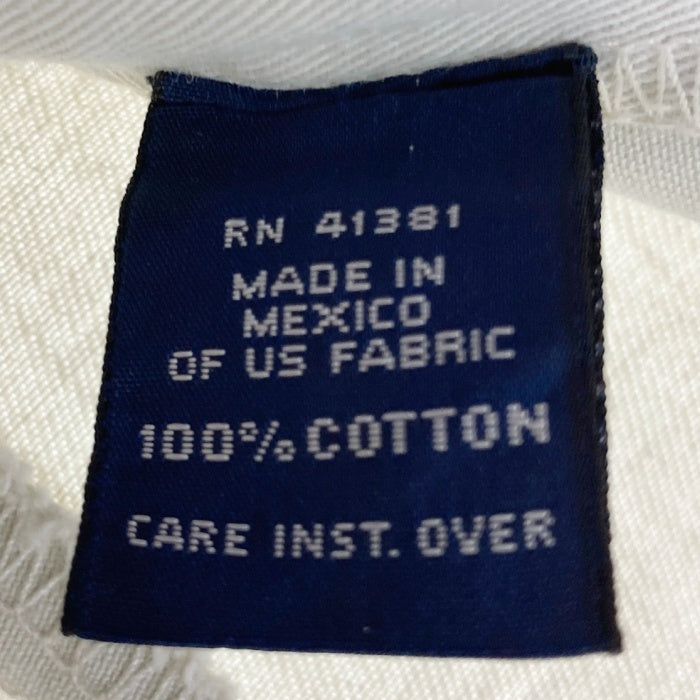 RN 41381
MADE IN
MEXICO
OF US FABRIC
100% COTTON
CARE INST. OVER